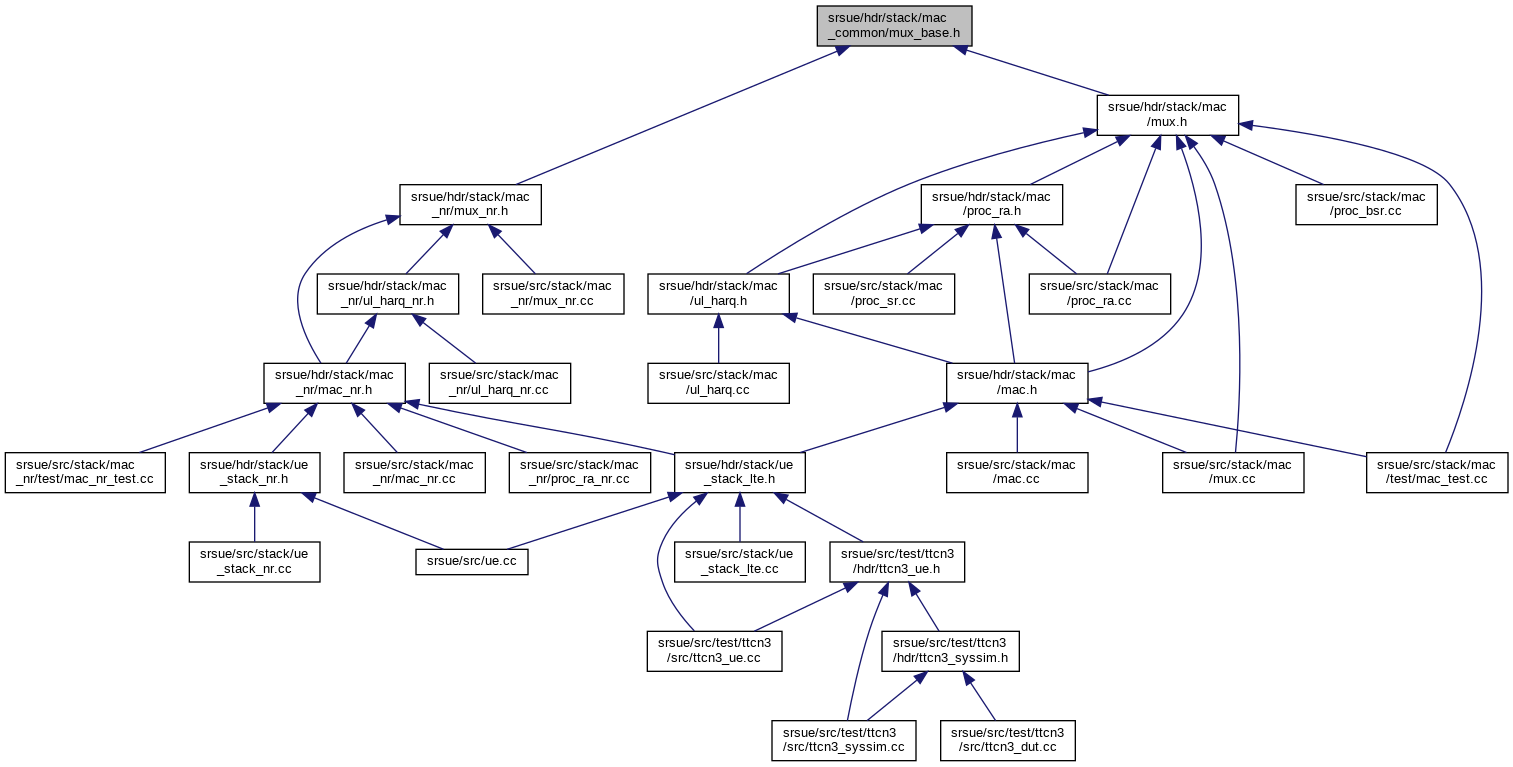 srsue/hdr/stack/mac
_common/mux_base.h
srsue/hdr/stack/mac
/mux.h
srsue/hdr/stack/mac
_nr/mux_nr.h
srsue/hdr/stack/mac
/proc_ra.h
srsue/src/stack/mac
/proc_bsr.cc
srsue/hdr/stack/mac
_nr/ul_harq_nr.h
srsue/src/stack/mac
_nr/mux_nr.cc
srsue/hdr/stack/mac
/ul_harq.h
srsue/src/stack/mac
/proc_sr.cc
srsue/src/stack/mac
/proc_ra.cc
srsue/hdr/stack/mac
_nr/mac_nr.h
srsue/src/stack/mac
_nr/ul_harq_nr.cc
srsue/src/stack/mac
/ul_harq.cc
srsue/hdr/stack/mac
/mac.h
srsue/src/stack/mac
_nr/test/mac_nr_test.cc
srsue/hdr/stack/ue
_stack_nr.h
srsue/src/stack/mac
_nr/mac_nr.cc
srsue/src/stack/mac
_nr/proc_ra_nr.cc
srsue/hdr/stack/ue
_stack_lte.h
srsue/src/stack/mac
/mac.cc
srsue/src/stack/mac
/mux.cc
srsue/src/stack/mac
/test/mac_test.cc
srsue/src/stack/ue
_stack_nr.cc
srsue/src/ue.cc
srsue/src/stack/ue
_stack_lte.cc
srsue/src/test/ttcn3
/hdr/ttcn3_ue.h
srsue/src/test/ttcn3
/src/ttcn3_ue.cc
srsue/src/test/ttcn3
/hdr/ttcn3_syssim.h
srsue/src/test/ttcn3
/src/ttcn3_syssim.cc
srsue/src/test/ttcn3
/src/ttcn3_dut.cc